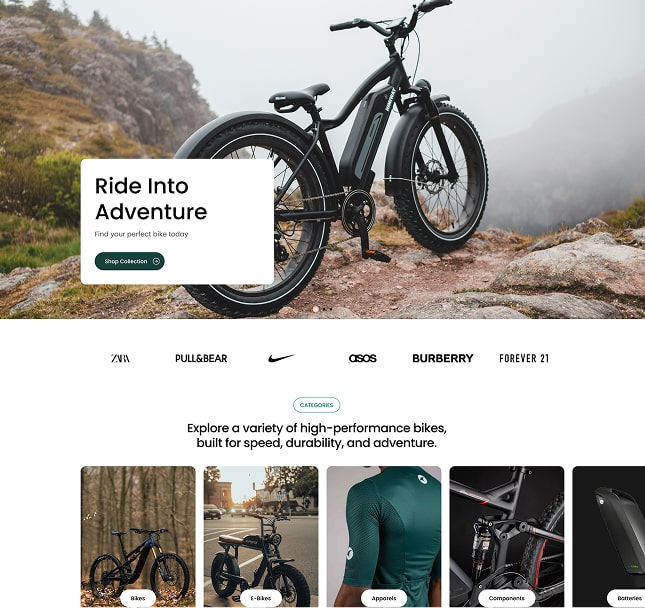 Ride Into
Adventure
Find your perfect bike today
Shop Collection
ZARA
PULL&BEAR
asos
BURBERRY
FOREVER 21
CATEGORIES
Explore a variety of high-performance bikes,
built for speed, durability, and adventure.
Bikes
E-Bikes
Apparels
Components
Batteries